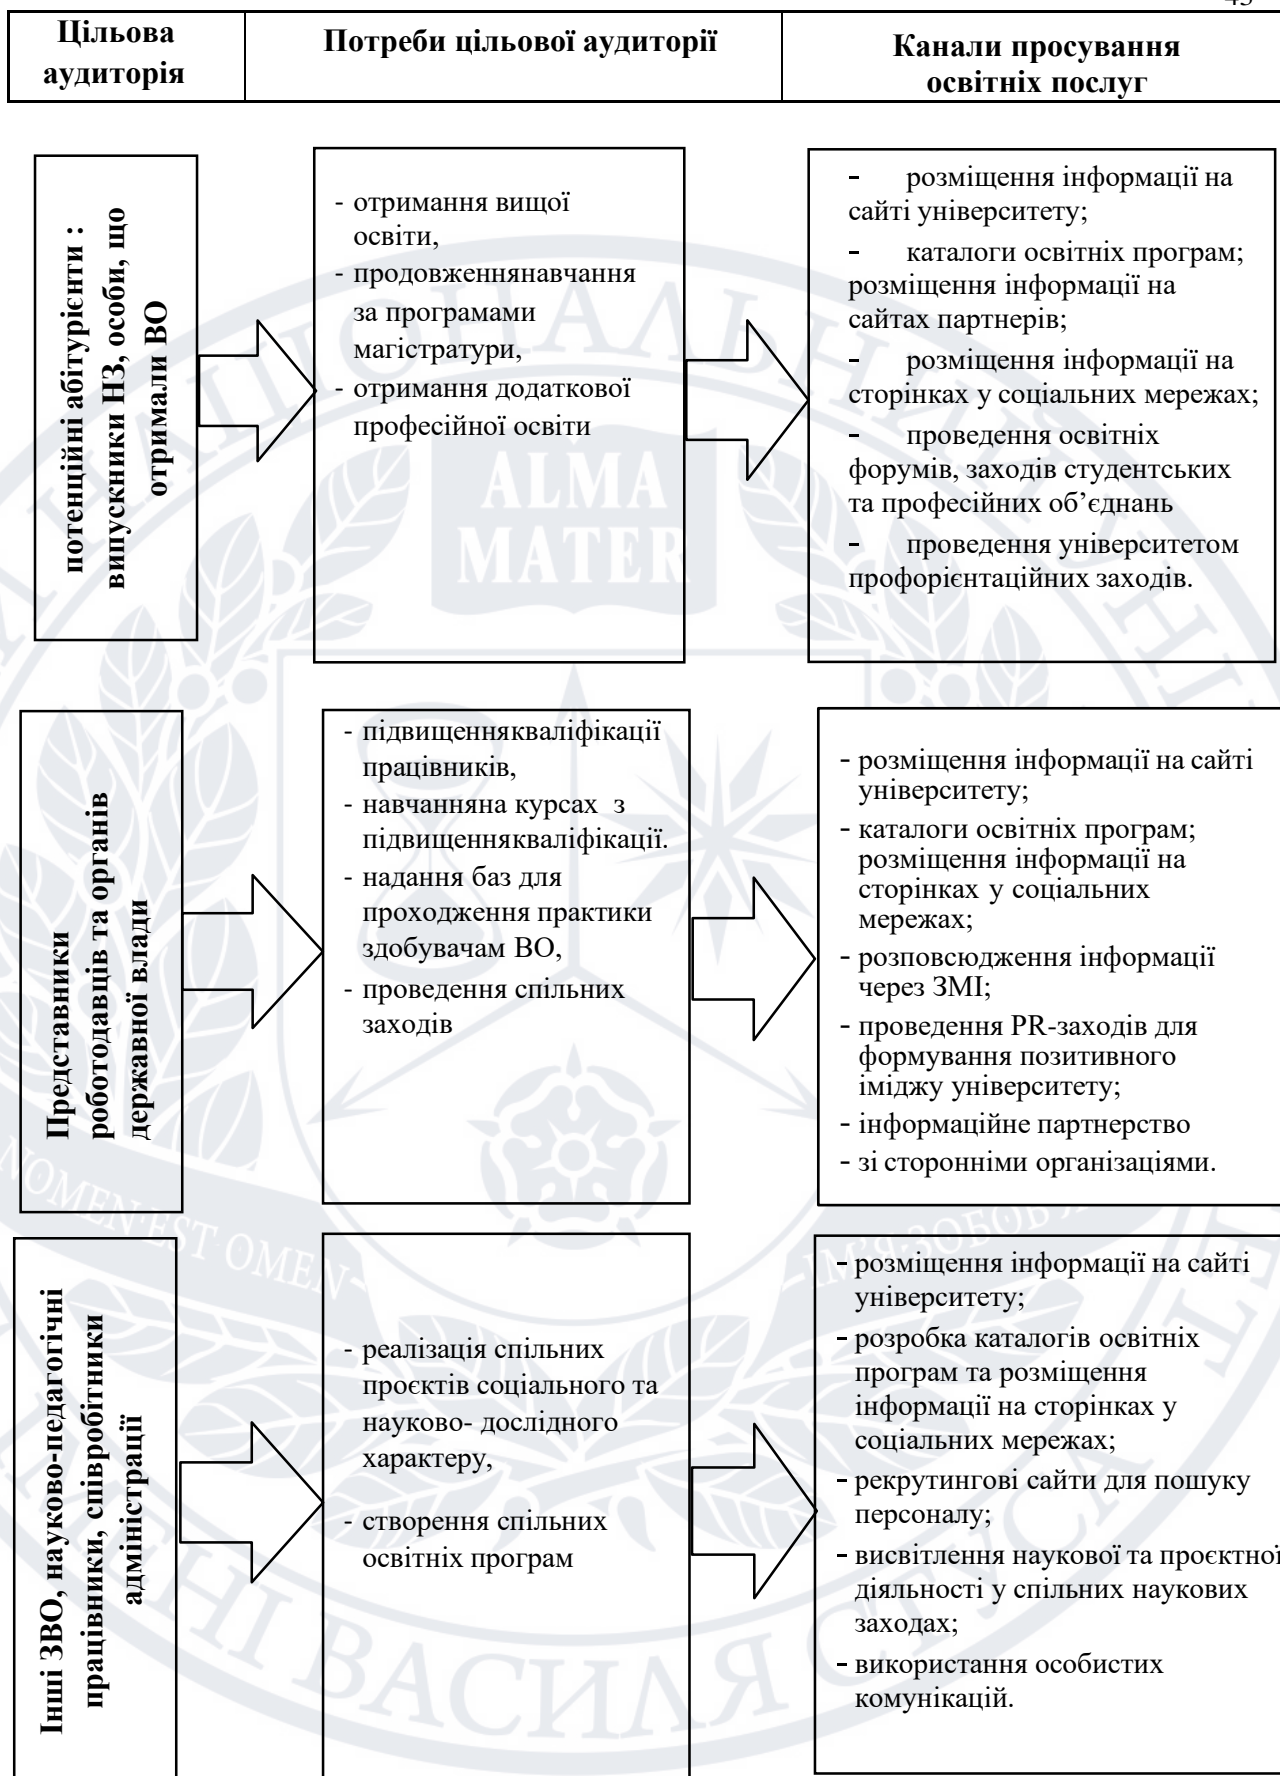 Цільова
аудиторія
Потреби цільової аудиторії
Канали просування
освітніх послуг
потенційні абітурієнти :
випускники НЗ, особи, що
отримали ВО
- отримання вищої
освіти,
- продовженнянавчання
за програмами
магістратури,
- отримання додаткової
професійної освіти
- розміщення інформації на
сайті університету;
- каталоги освітніх програм;
розміщення інформації на
сайтах партнерів;
- розміщення інформації на
сторінках у соціальних мережах;
- проведення освітніх
форумів, заходів студентських
та професійних об’єднань
- проведення університетом
профорієнтаційних заходів.
Представники
роботодавців та органів
державної влади
- підвищеннякваліфікації
працівників,
- навчанняна курсах з
підвищеннякваліфікації.
- надання баз для
проходження практики
здобувачам ВО,
- проведення спільних
заходів
- розміщення інформації на сайті
університету;
- каталоги освітніх програм;
розміщення інформації на
сторінках у соціальних
мережах;
- розповсюдження інформації
через ЗМІ;
- проведення PR-заходів для
формування позитивного
іміджу університету;
- інформаційне партнерство
- зі сторонніми організаціями.
Інші ЗВО, науково-педагогічні
працівники, співробітники
адміністрації
- реалізація спільних
проєктів соціального та
науково- дослідного
характеру,
- створення спільних
освітніх програм
- розміщення інформації на сайті
університету;
- розробка каталогів освітніх
програм та розміщення
інформації на сторінках у
соціальних мережах;
- рекрутингові сайти для пошуку
персоналу;
- висвітлення наукової та проєктної
діяльності у спільних наукових
заходах;
- використання особистих
комунікацій.
ALMA
MATER
NOMEN EST OMEN
ВАСИЛЯ СТУСА